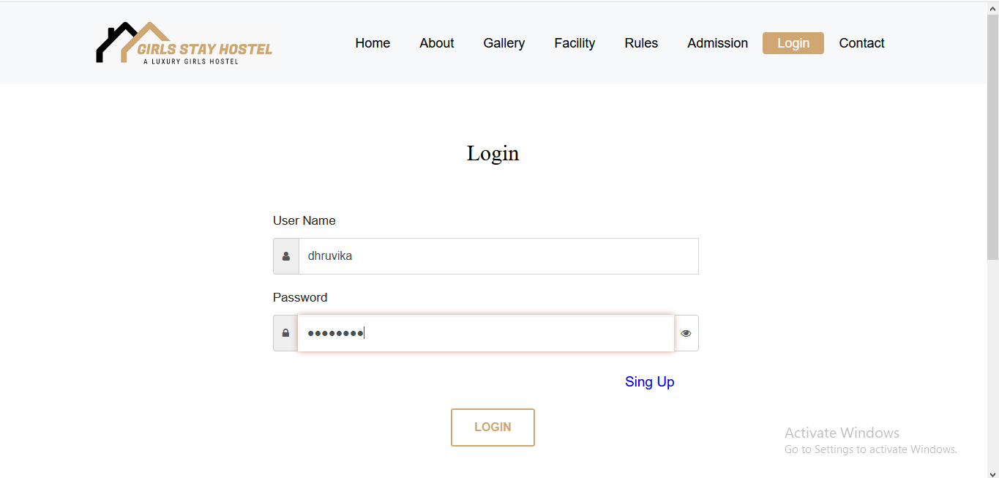 GIRLS STAY HOSTEL
A LUXURY GIRLS HOSTEL
Home About Gallery Facility Rules Admission Login Contact
Login
User Name
dhruvika
Password
••••••••
Sing Up
LOGIN
Activate Windows
Go to Settings to activate Windows.